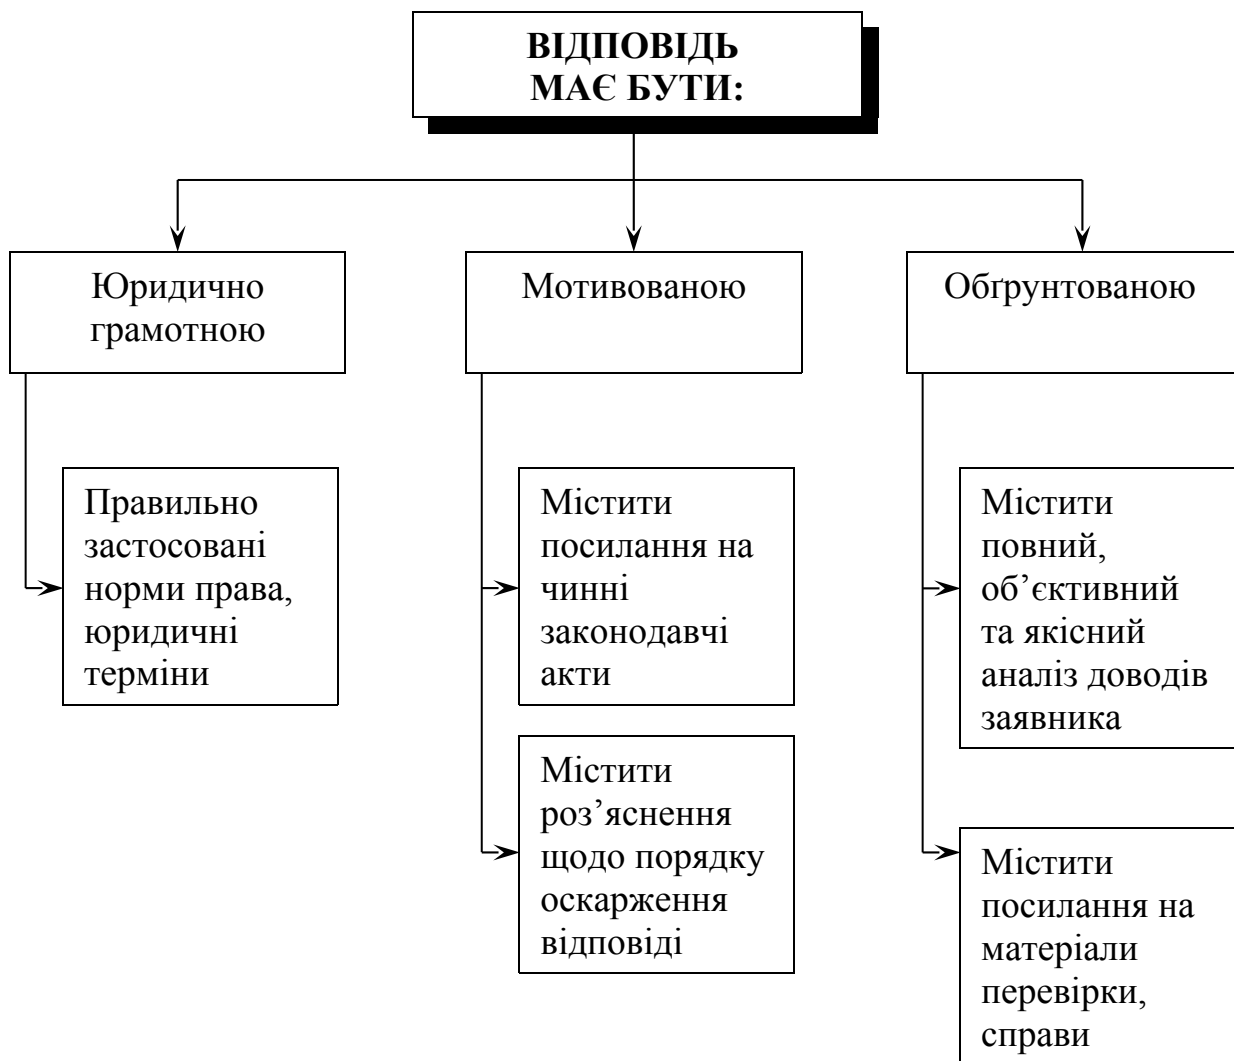 ВІДПОВІДЬ
МАЄ БУТИ:
Юридично
грамотною
Правильно
застосовані
норми права,
юридичні
терміни
Мотивованою
Містити
посилання на
чинні
законодавчі
акти
Містити
роз’яснення
щодо порядку
оскарження
відповіді
Обґрунтованою
Містити
повний,
об’єктивний
та якісний
аналіз доводів
заявника
Містити
посилання на
матеріали
перевірки,
справи